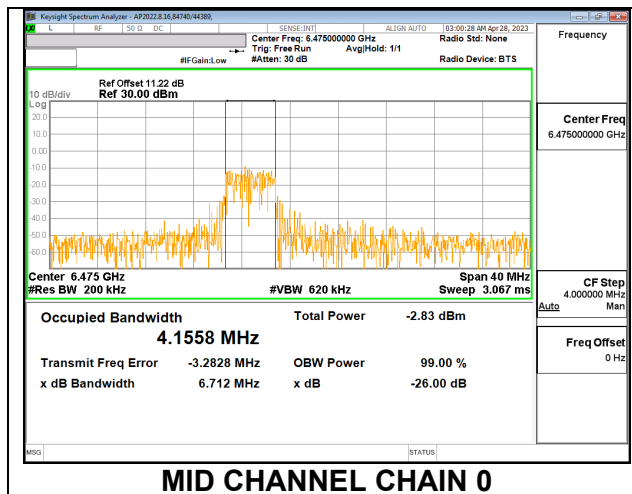 Keysight Spectrum Analyzer - AP2022.8.16,84740/44389,
L RF 50 Ω DC SENSE:INT ALIGN AUTO 03:00:28 AM Apr 28, 2023
Center Freq: 6.475000000 GHz Radio Std: None
Trig: Free Run Avg|Hold: 1/1
#IFGain:Low #Atten: 30 dB Radio Device: BTS
Frequency
Ref Offset 11.22 dB
10 dB/div Ref 30.00 dBm
Log
20.0
10.0
0.00
-10.0
-20.0
-30.0
-40.0
-50.0
-60.0
Center 6.475 GHz Span 40 MHz
#Res BW 200 kHz #VBW 620 kHz Sweep 3.067 ms
Occupied Bandwidth Total Power -2.83 dBm
4.1558 MHz
Transmit Freq Error -3.2828 MHz OBW Power 99.00 %
x dB Bandwidth 6.712 MHz x dB -26.00 dB
Center Freq
6.475000000 GHz
CF Step
4.000000 MHz
Auto Man
Freq Offset
0 Hz
MSG STATUS
MID CHANNEL CHAIN 0